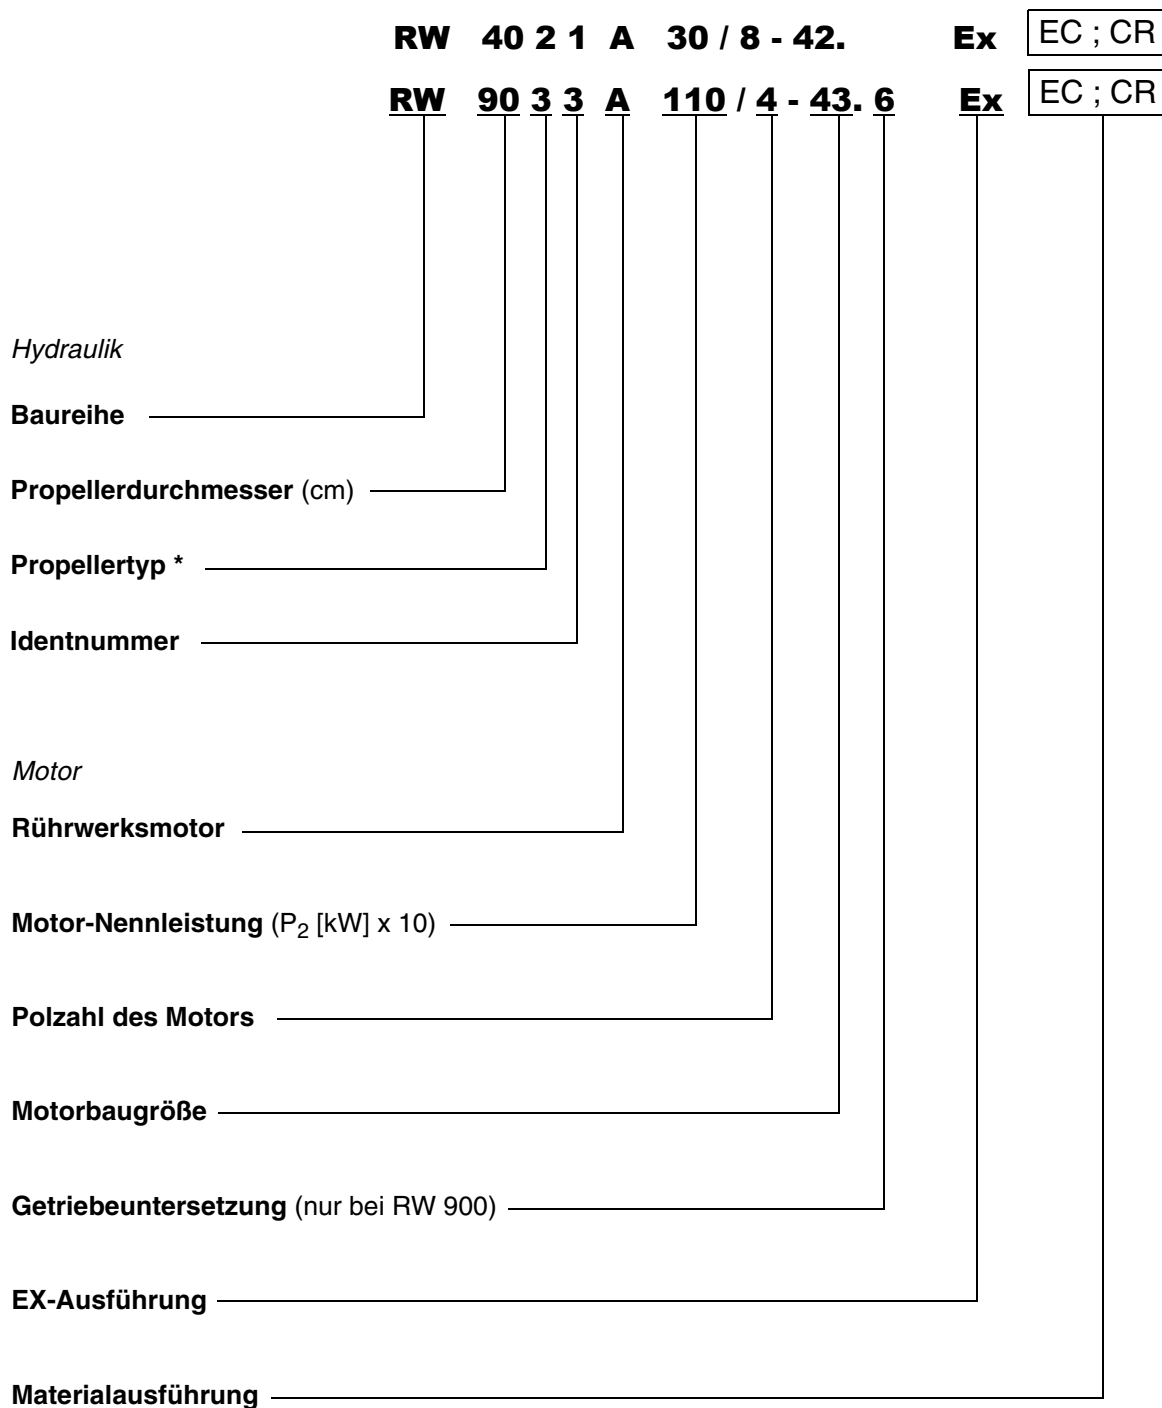 RW 40 2 1 A 30 / 8 - 42. Ex EC ; CR
RW 90 3 3 A 110 / 4 - 43. 6 Ex EC ; CR
Hydraulik
Baureihe
Propellerdurchmesser (cm)
Propellertyp *
Identnummer
Motor
Rührwerksmotor
Motor-Nennleistung (P2 [kW] x 10)
Polzahl des Motors
Motorbaugröße
Getriebeuntersetzung (nur bei RW 900)
EX-Ausführung
Materialausführung